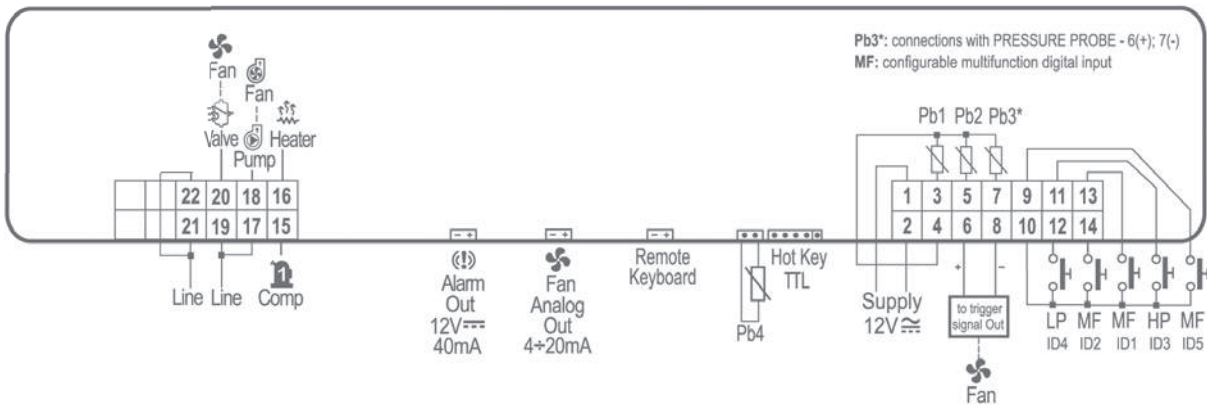 Pb3*: connections with PRESSURE PROBE - 6(+); 7(-)
MF: configurable multifunction digital input
Fan
Fan
Valve
Heater
Pump
Pb1 Pb2 Pb3*
22 20 18 16
21 19 17 15
1 3 5 7 9 11 13
2 4 6 8 10 12 14
Line Line
1
Comp
- +
Alarm
Out
12V
40mA
- +
Fan
Analog
Out
4÷20mA
- +
Remote
Keyboard
Pb4
Hot Key
TTL
Supply
12V
+ -
to trigger
signal Out
Fan
LP MF MF HP MF
ID4 ID2 ID1 ID3 ID5